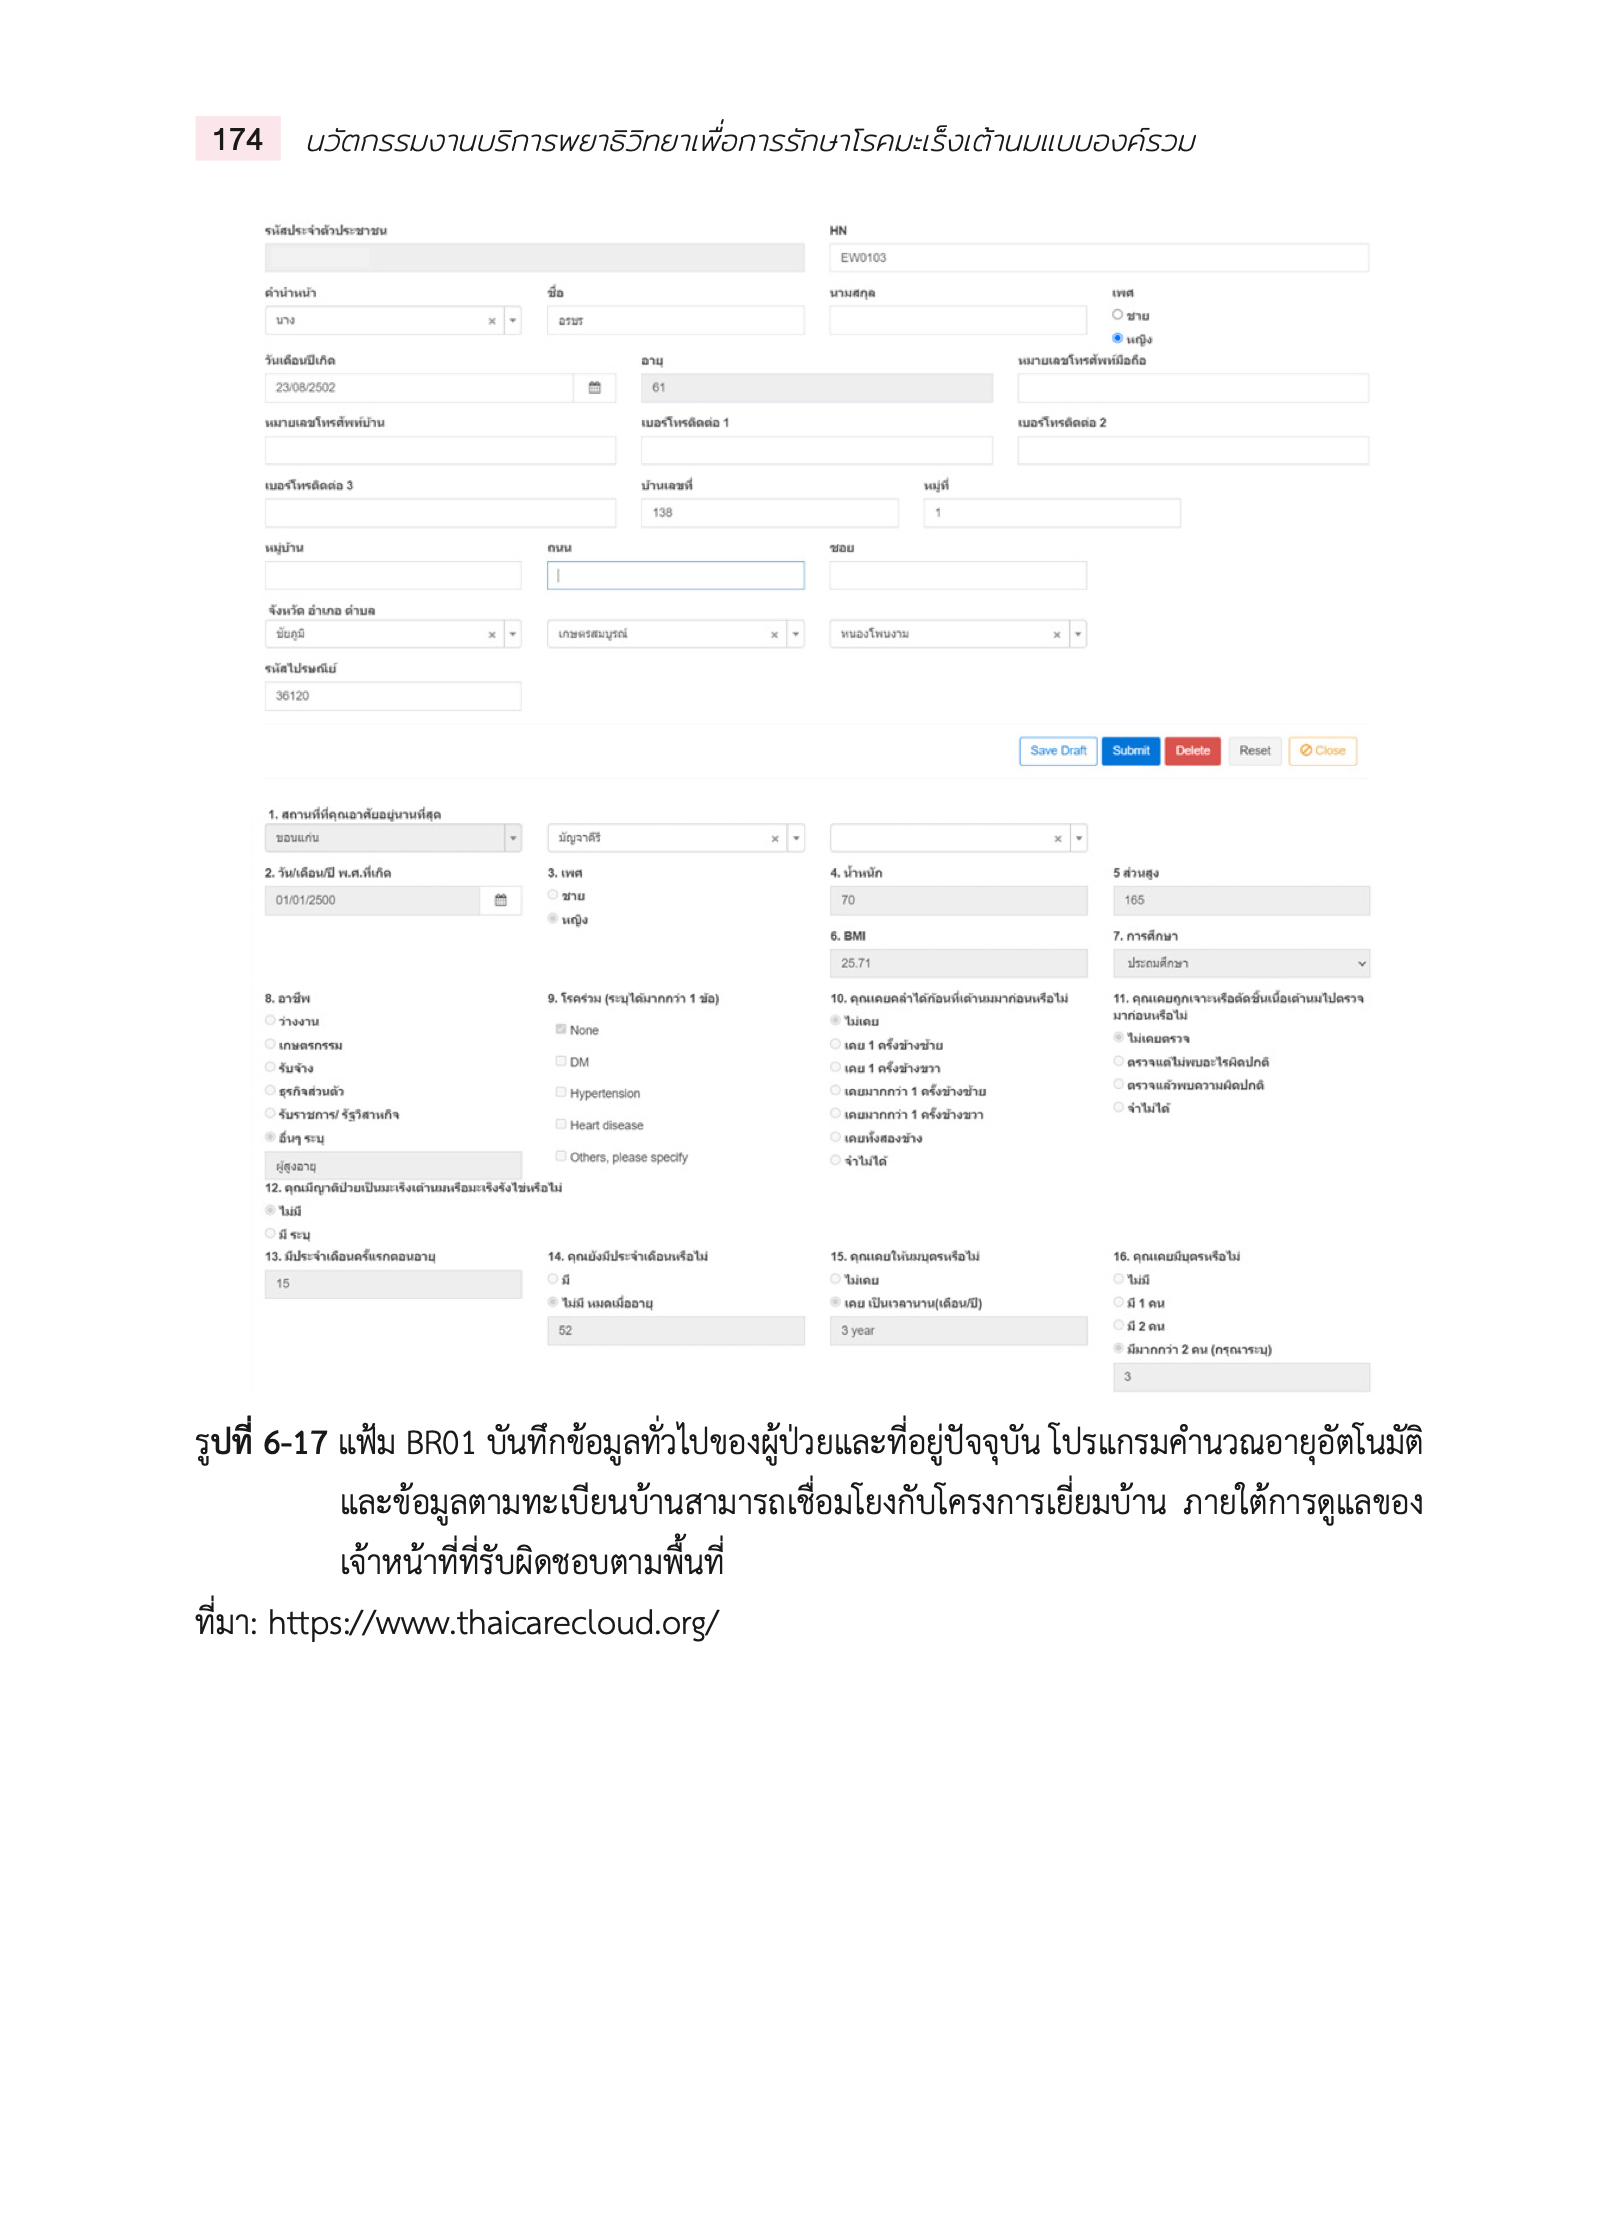 174 นวัตกรรมงานบริการพยาธิวิทยาเพื่อการรักษาโรคมะเร็งเต้านมแบบองค์รวม
รหัสประจำตัวประชาชน HN
EW0103
คำนำหน้า ชื่อ นามสกุล เพศ
นาง × อรษร ชาย
หญิง
วันเดือนปีเกิด อายุ หมายเลขโทรศัพท์มือถือ
23/08/2502 61
หมายเลขโทรศัพท์บ้าน เบอร์โทรติดต่อ 1 เบอร์โทรติดต่อ 2
เบอร์โทรติดต่อ 3 บ้านเลขที่ หมู่ที่
138 1
หมู่บ้าน ถนน ซอย
จังหวัด อำเภอ ตำบล
ชัยภูมิ × เกษตรสมบูรณ์ × หนองโพนงาม ×
รหัสไปรษณีย์
36120
Save Draft Submit Delete Reset Close
1. สถานที่ที่คุณอาศัยอยู่นานที่สุด
ขอนแก่น มัญจาคีรี × ×
2. วัน/เดือน/ปี พ.ศ.ที่เกิด 3. เพศ 4. น้ำหนัก 5 ส่วนสูง
01/01/2500 ชาย 70 165
หญิง
6. BMI 7. การศึกษา
25.71 ประถมศึกษา
8. อาชีพ 9. โรคร่วม (ระบุได้มากกว่า 1 ข้อ) 10. คุณเคยคลำได้ก้อนที่เต้านมมาก่อนหรือไม่ 11. คุณเคยถูกเจาะหรือตัดชิ้นเนื้อเต้านมไปตรวจ
มาก่อนหรือไม่
ว่างงาน None ไม่เคย ไม่เคยตรวจ
เกษตรกรรม DM เคย 1 ครั้งข้างซ้าย ตรวจแต่ไม่พบอะไรผิดปกติ
รับจ้าง Hypertension เคย 1 ครั้งข้างขวา ตรวจแล้วพบความผิดปกติ
ธุรกิจส่วนตัว Heart disease เคยมากกว่า 1 ครั้งข้างซ้าย จำไม่ได้
รับราชการ/ รัฐวิสาหกิจ Others, please specify เคยมากกว่า 1 ครั้งข้างขวา
อื่นๆ ระบุ เคยทั้งสองข้าง
ผู้สูงอายุ จำไม่ได้
12. คุณมีญาติป่วยเป็นมะเร็งเต้านมหรือมะเร็งรังไข่หรือไม่
ไม่มี
มี ระบุ
13. มีประจำเดือนครั้แรกตอนอายุ 14. คุณยังมีประจำเดือนหรือไม่ 15. คุณเคยให้นมบุตรหรือไม่ 16. คุณเคยมีบุตรหรือไม่
15 มี ไม่เคย ไม่มี
ไม่มี หมดเมื่ออายุ เคย เป็นเวลานาน(เดือน/ปี) มี 1 คน
52 3 year มี 2 คน
มีมากกว่า 2 คน (กรุณาระบุ)
3
รูปที่ 6-17 แฟ้ม BR01 บันทึกข้อมูลทั่วไปของผู้ป่วยและที่อยู่ปัจจุบัน โปรแกรมคำนวณอายุอัตโนมัติ
และข้อมูลตามทะเบียนบ้านสามารถเชื่อมโยงกับโครงการเยี่ยมบ้าน ภายใต้การดูแลของ
เจ้าหน้าที่ที่รับผิดชอบตามพื้นที่
ที่มา: https://www.thaicarecloud.org/